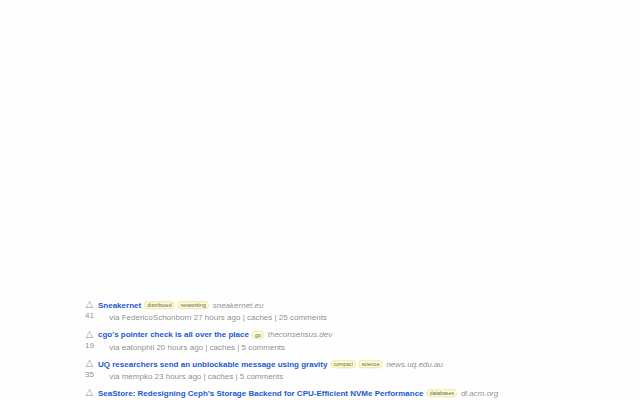 △ Sneakernet distributed networking sneakernet.eu
41 via FedericoSchonborn 27 hours ago | caches | 25 comments
△ cgo's pointer check is all over the place go theconsensus.dev
19 via eatonphil 20 hours ago | caches | 5 comments
△ UQ researchers send an unblockable message using gravity compsci science news.uq.edu.au
35 via mempko 23 hours ago | caches | 5 comments
△ SeaStore: Redesigning Ceph's Storage Backend for CPU-Efficient NVMe Performance databases dl.acm.org